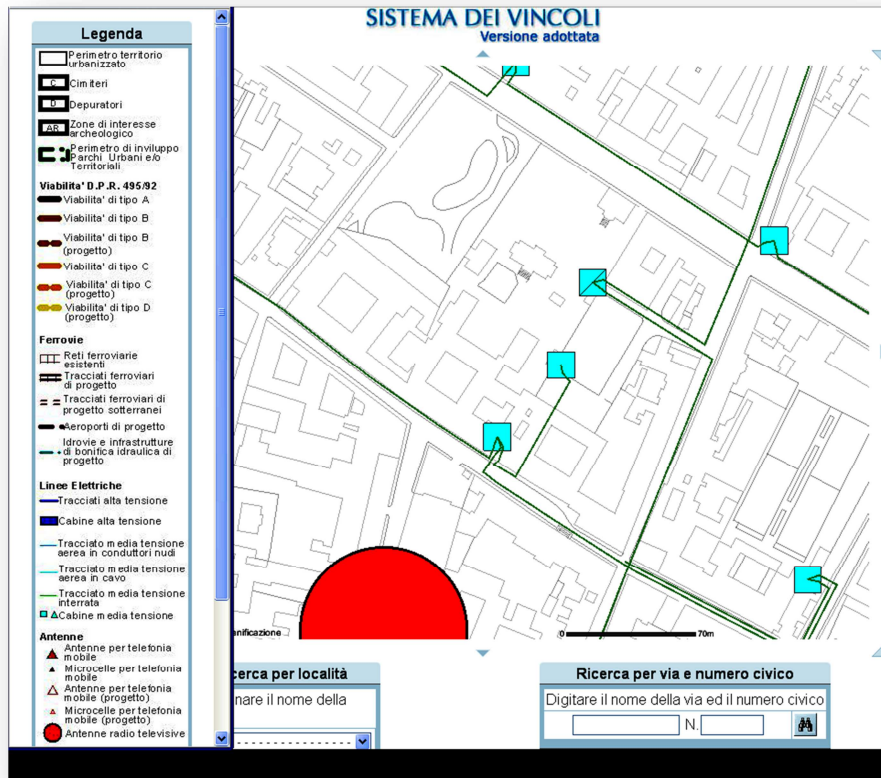 SISTEMA DEI VINCOLI
Versione adottata
Legenda
Perimetro territorio
urbanizzato
C Cimiteri
D Depuratori
AR Zone di interesse
archeologico
Perimetro di inviluppo
Parchi Urbani e/o
Territoriali
Viabilita' D.P.R. 495/92
Viabilita' di tipo A
Viabilita' di tipo B
Viabilita' di tipo B
(progetto)
Viabilita' di tipo C
Viabilita' di tipo C
(progetto)
Viabilita' di tipo D
(progetto)
Ferrovie
Reti ferroviarie
esistenti
Tracciati ferroviari
di progetto
Tracciati ferroviari di
progetto sotterranei
Aeroporti di progetto
Idrovie e infrastrutture
di bonifica idraulica di
progetto
Linee Elettriche
Tracciati alta tensione
Cabine alta tensione
Tracciato media tensione
aerea in conduttori nudi
Tracciato media tensione
aerea in cavo
Tracciato media tensione
interrata
Cabine media tensione
Antenne
Antenne per telefonia
mobile
Microcelle per telefonia
mobile
Antenne per telefonia
mobile (progetto)
Microcelle per telefonia
mobile (progetto)
Antenne radio televisive
nificazione
0 70m
cerca per località
nare il nome della
Ricerca per via e numero civico
Digitare il nome della via ed il numero civico
N.